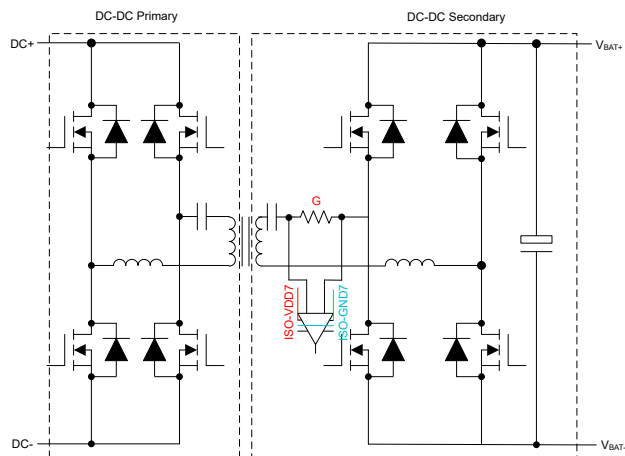 DC-DC Primary
DC-DC Secondary
DC+
VBAT+
G
ISO-VDD7
ISO-GND7
DC-
VBAT-